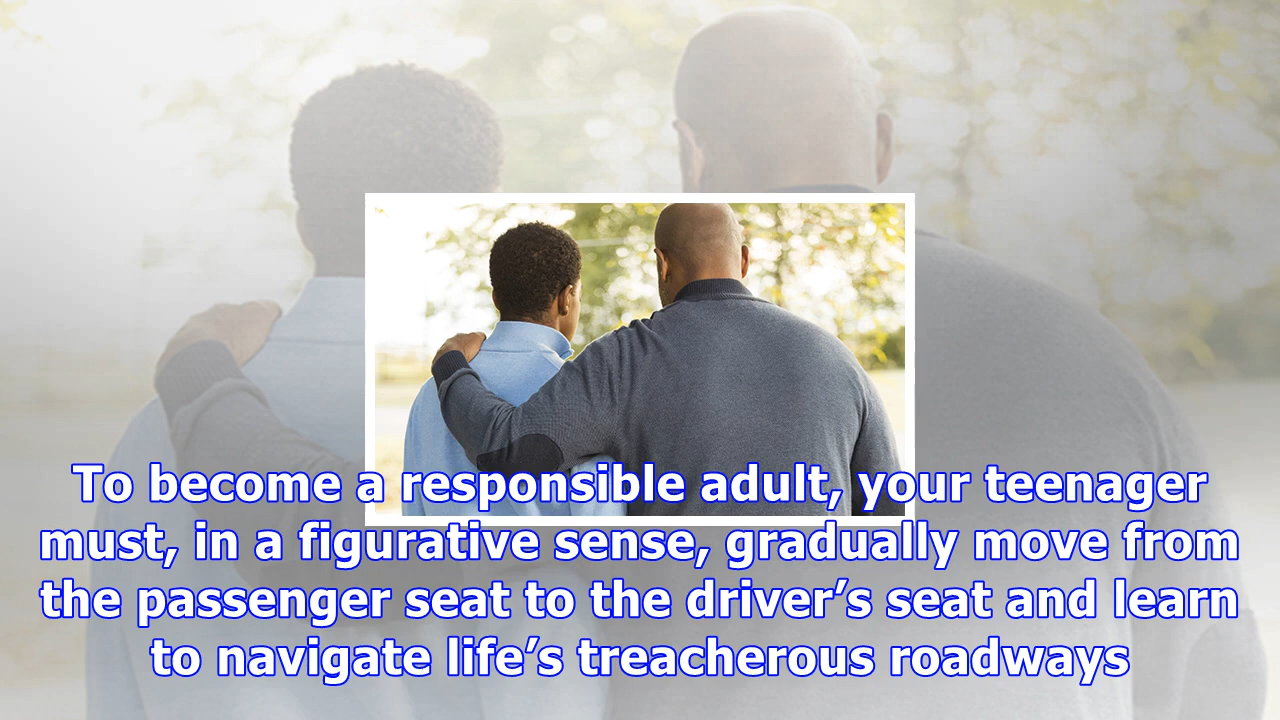 To become a responsible adult, your teenager
must, in a figurative sense, gradually move from
the passenger seat to the driver’s seat and learn
to navigate life’s treacherous roadways